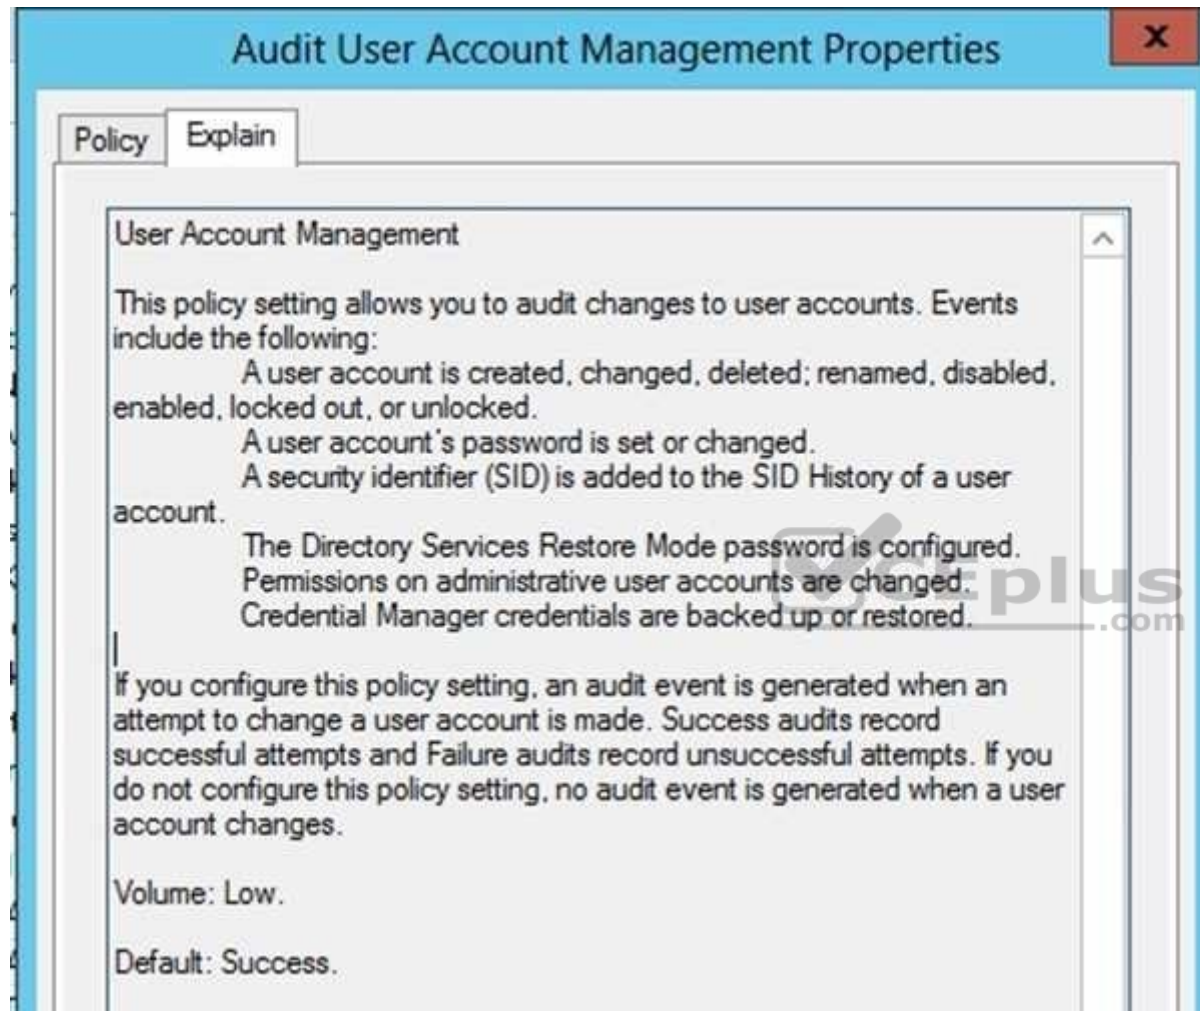 Audit User Account Management Properties
x
Policy
Explain
User Account Management
This policy setting allows you to audit changes to user accounts. Events
include the following:
A user account is created, changed, deleted; renamed, disabled,
enabled, locked out, or unlocked.
A user account's password is set or changed.
A security identifier (SID) is added to the SID History of a user
account.
The Directory Services Restore Mode password is configured.
Permissions on administrative user accounts are changed.
Credential Manager credentials are backed up or restored.
If you configure this policy setting, an audit event is generated when an
attempt to change a user account is made. Success audits record
successful attempts and Failure audits record unsuccessful attempts. If you
do not configure this policy setting, no audit event is generated when a user
account changes.
Volume: Low.
Default: Success.
CEplus
.com